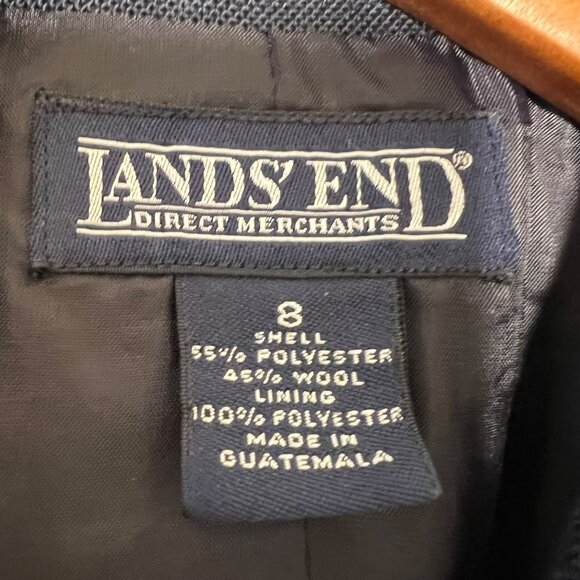 LANDS' END®
DIRECT MERCHANTS
8
SHELL
55% POLYESTER
45% WOOL
LINING
100% POLYESTER
MADE IN
GUATEMALA